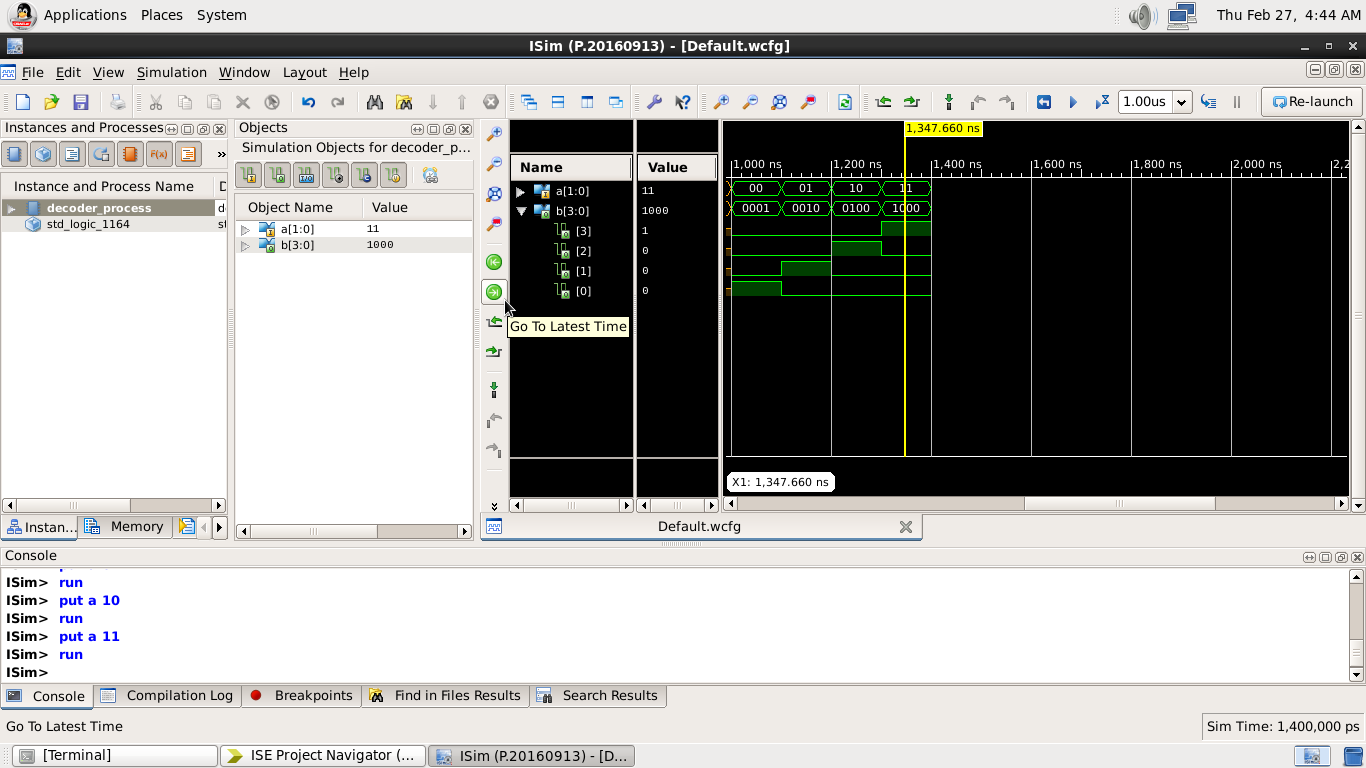 Applications Places System Thu Feb 27, 4:44 AM
ISim (P.20160913) - [Default.wcfg]
File Edit View Simulation Window Layout Help
1.00us Re-launch
Instances and Processes
Instance and Process Name D
decoder_process d
std_logic_1164 st
Instan... Memory
Objects
Simulation Objects for decoder_p...
Object Name Value
a[1:0] 11
b[3:0] 1000
Name Value
a[1:0] 11
b[3:0] 1000
[3] 1
[2] 0
[1] 0
[0] 0
Go To Latest Time
1,347.660 ns
1,000 ns 1,200 ns 1,400 ns 1,600 ns 1,800 ns 2,000 ns 2,2
00 01 10 11
0001 0010 0100 1000
X1: 1,347.660 ns
Default.wcfg
Console
ISim> run
ISim> put a 10
ISim> run
ISim> put a 11
ISim> run
ISim>
Console Compilation Log Breakpoints Find in Files Results Search Results
Go To Latest Time Sim Time: 1,400,000 ps
[Terminal] ISE Project Navigator (... ISim (P.20160913) - [D...